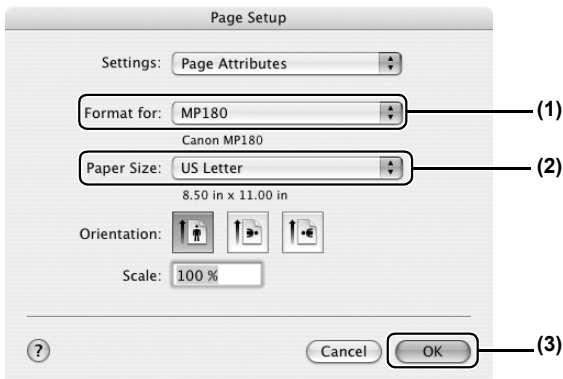 Page Setup
Settings: Page Attributes
Format for: MP180 (1)
Canon MP180
Paper Size: US Letter (2)
8.50 in x 11.00 in
Orientation:
Scale: 100 %
? Cancel OK (3)